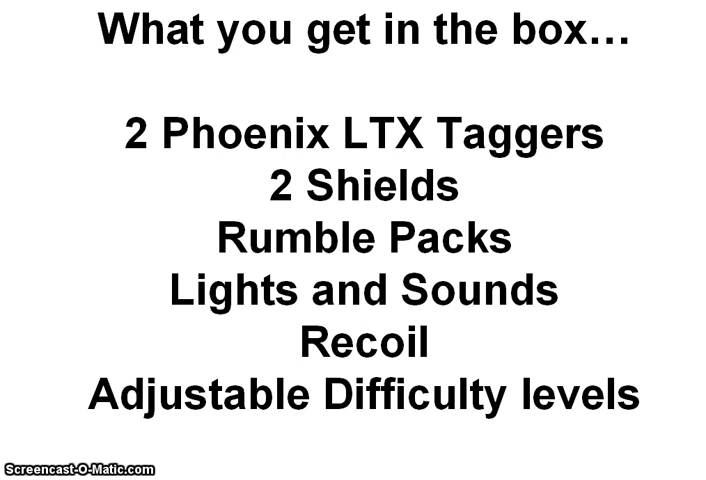 What you get in the box…
2 Phoenix LTX Taggers
2 Shields
Rumble Packs
Lights and Sounds
Recoil
Adjustable Difficulty levels
Screencast-O-Matic.com